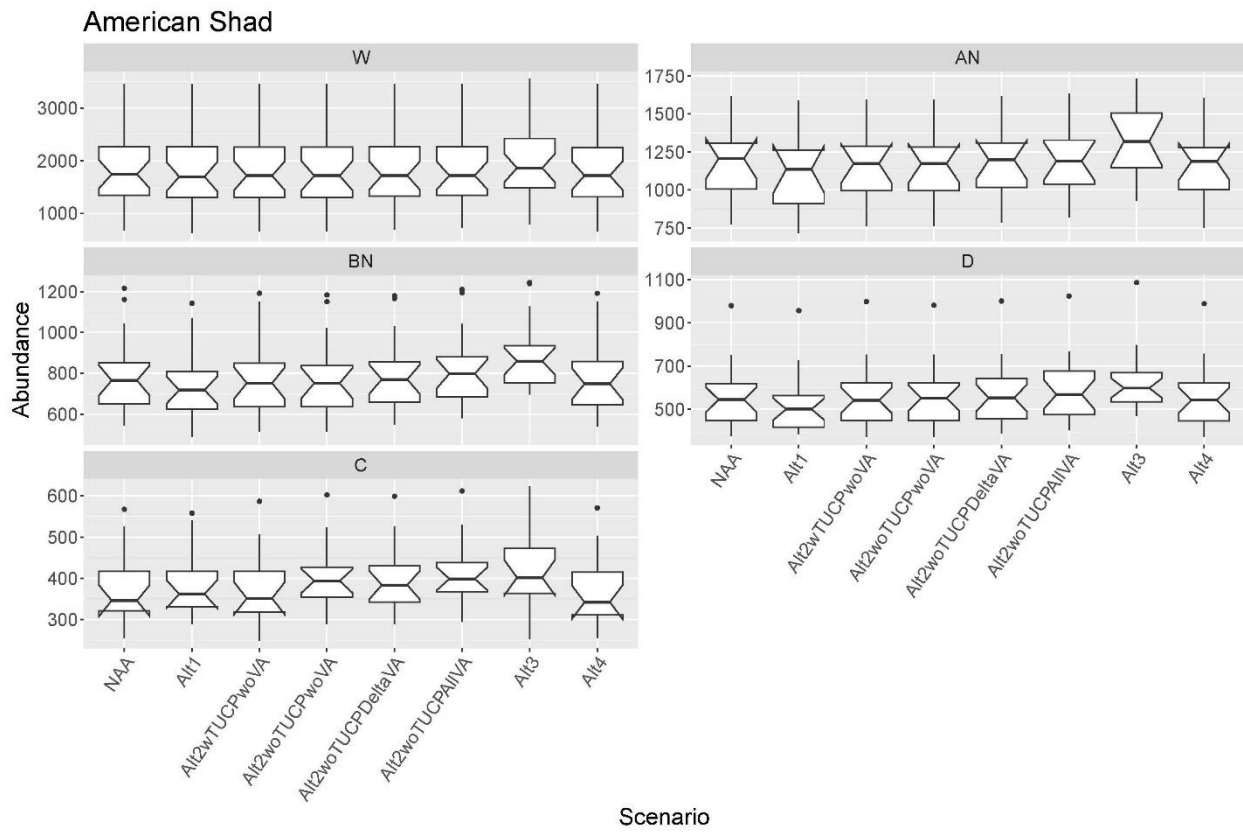 American Shad
W
3000
2000
1000
AN
1750
1500
1250
1000
750
BN
1200
1000
800
600
D
1100
900
700
500
C
600
500
400
300
Abundance
NAA
Alt1
Alt2wTUCPwoVA
Alt2woTUCPwoVA
Alt2woTUCPDeltaVA
Alt2woTUCPAllVA
Alt3
Alt4
NAA
Alt1
Alt2wTUCPwoVA
Alt2woTUCPwoVA
Alt2woTUCPDeltaVA
Alt2woTUCPAllVA
Alt3
Alt4
Scenario